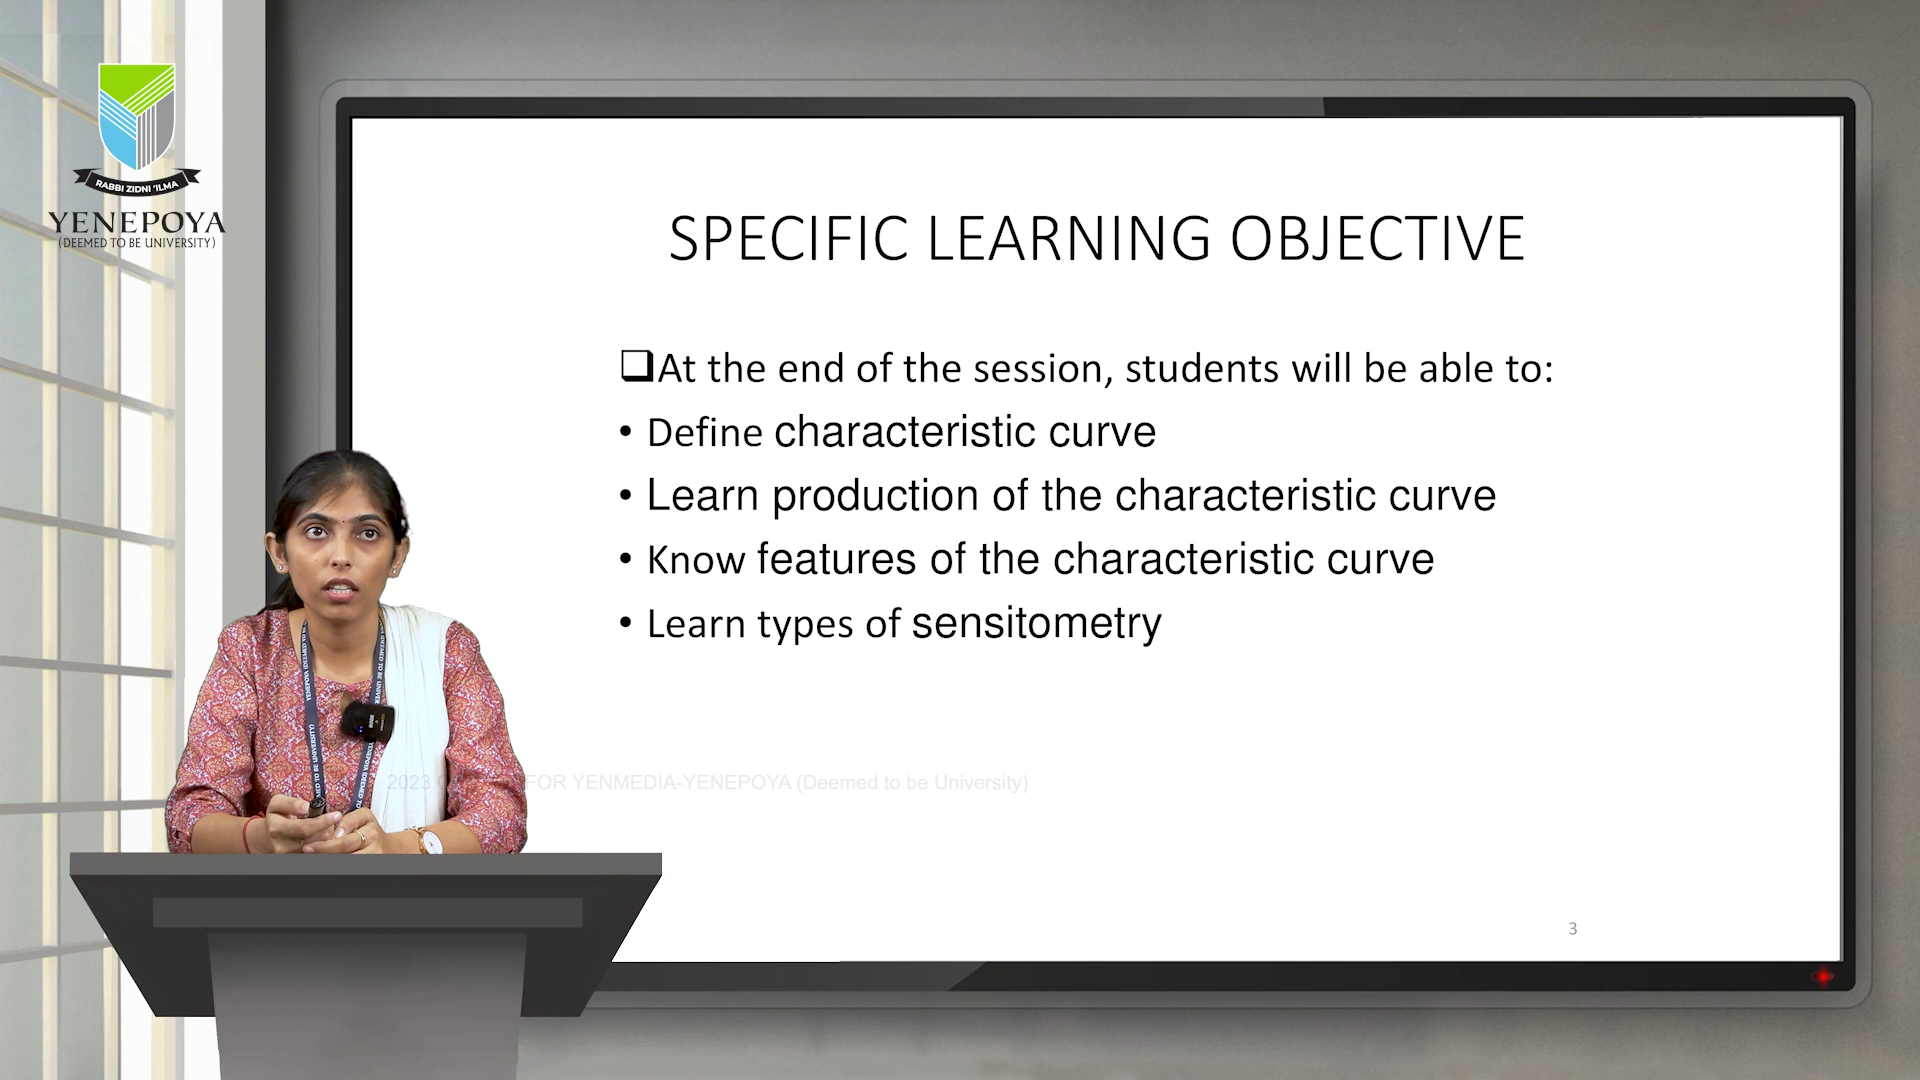 RABBI ZIDNI 'ILMA
YENEPOYA
(DEEMED TO BE UNIVERSITY)
SPECIFIC LEARNING OBJECTIVE
❑At the end of the session, students will be able to:
• Define characteristic curve
• Learn production of the characteristic curve
• Know features of the characteristic curve
• Learn types of sensitometry
2023 FOR YENMEDIA-YENEPOYA (Deemed to be University)
3